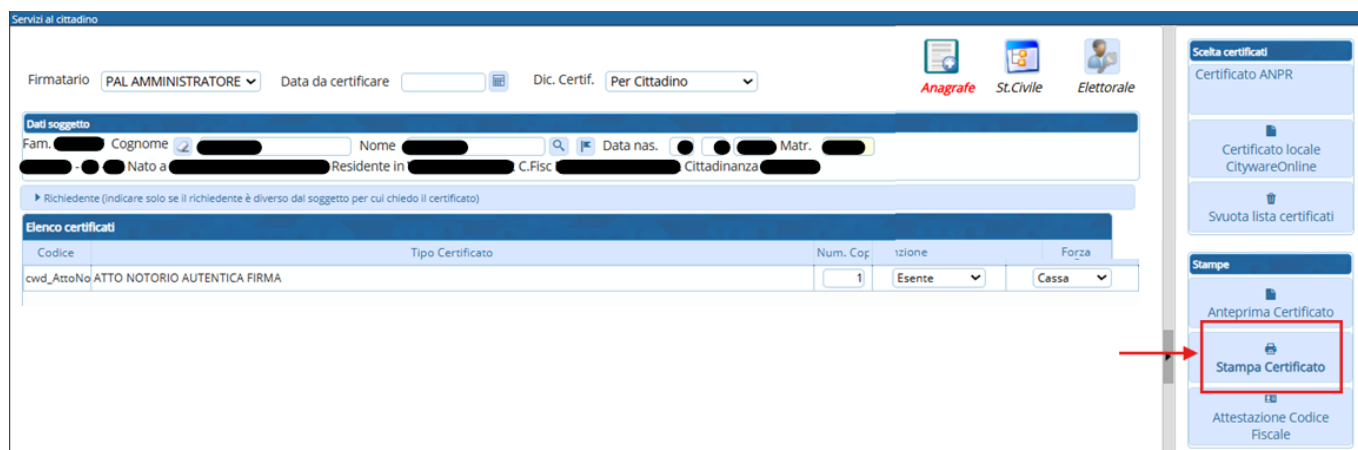 Servizi al cittadino
Firmatario PAL AMMINISTRATORE Data da certificare Dic. Certif. Per Cittadino
Anagrafe St.Civile Elettorale
Dati soggetto
Fam. Cognome Nome Data nas. Matr.
- Nato a Residente in C.Fisc Cittadinanza
Richiedente (indicare solo se il richiedente è diverso dal soggetto per cui chiedo il certificato)
Elenco certificati
Codice Tipo Certificato Num. Cop nzione Forza
cwd_AttoNo ATTO NOTORIO AUTENTICA FIRMA 1 Esente Cassa
Scelta certificati
Certificato ANPR
Certificato locale
CitywareOnline
Svuota lista certificati
Stampe
Anteprima Certificato
Stampa Certificato
Attestazione Codice
Fiscale